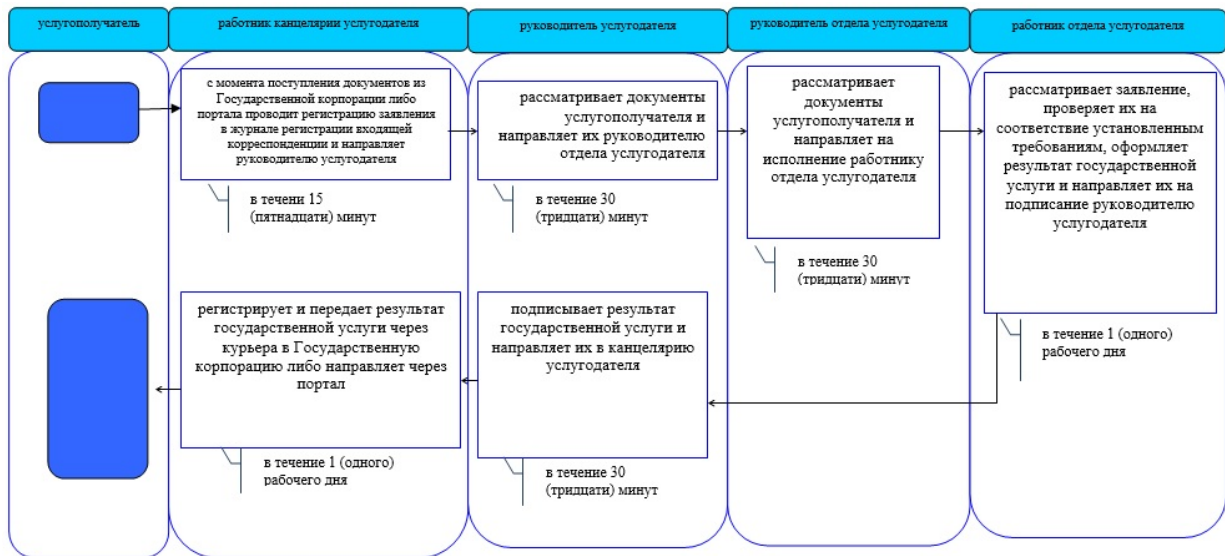 услугополучатель
работник канцелярии услугодателя
руководитель услугодателя
руководитель отдела услугодателя
работник отдела услугодателя
с момента поступления документов из
Государственной корпорации либо
портала проводит регистрацию заявления
в журнале регистрации входящей
корреспонденции и направляет
руководителю услугодателя
в течени 15
(пятнадцати) минут
рассматривает документы
услугополучателя и
направляет их руководителю
отдела услугодателя
в течение 30
(тридцати) минут
рассматривает
документы
услугополучателя и
направляет на
исполнение работнику
отдела услугодателя
в течение 30
(тридцати) минут
рассматривает заявление,
проверяет их на
соответствие установленным
требованиям, оформляет
результат государственной
услуги и направляет их на
подписание руководителю
услугодателя
в течение 1 (одного)
рабочего дня
подписывает результат
государственной услуги и
направляет их в канцелярию
услугодателя
в течение 30
(тридцати) минут
регистрирует и передает результат
государственной услуги через
курьера в Государственную
корпорацию либо направляет через
портал
в течение 1 (одного)
рабочего дня